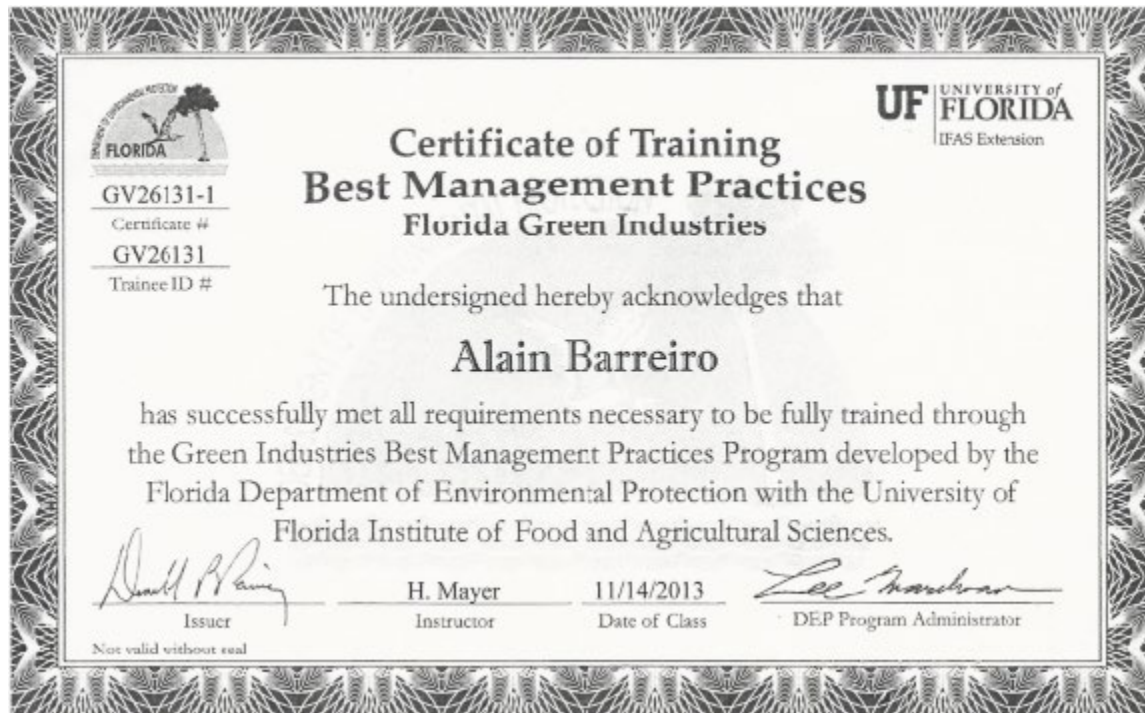 FLORIDA
GV26131-1
Certificate #
GV26131
Trainee ID #
UF UNIVERSITY of
FLORIDA
IFAS Extension
Certificate of Training
Best Management Practices
Florida Green Industries
The undersigned hereby acknowledges that
Alain Barreiro
has successfully met all requirements necessary to be fully trained through
the Green Industries Best Management Practices Program developed by the
Florida Department of Environmental Protection with the University of
Florida Institute of Food and Agricultural Sciences.
Issuer
H. Mayer
Instructor
11/14/2013
Date of Class
Lee
DEP Program Administrator
Not valid without seal